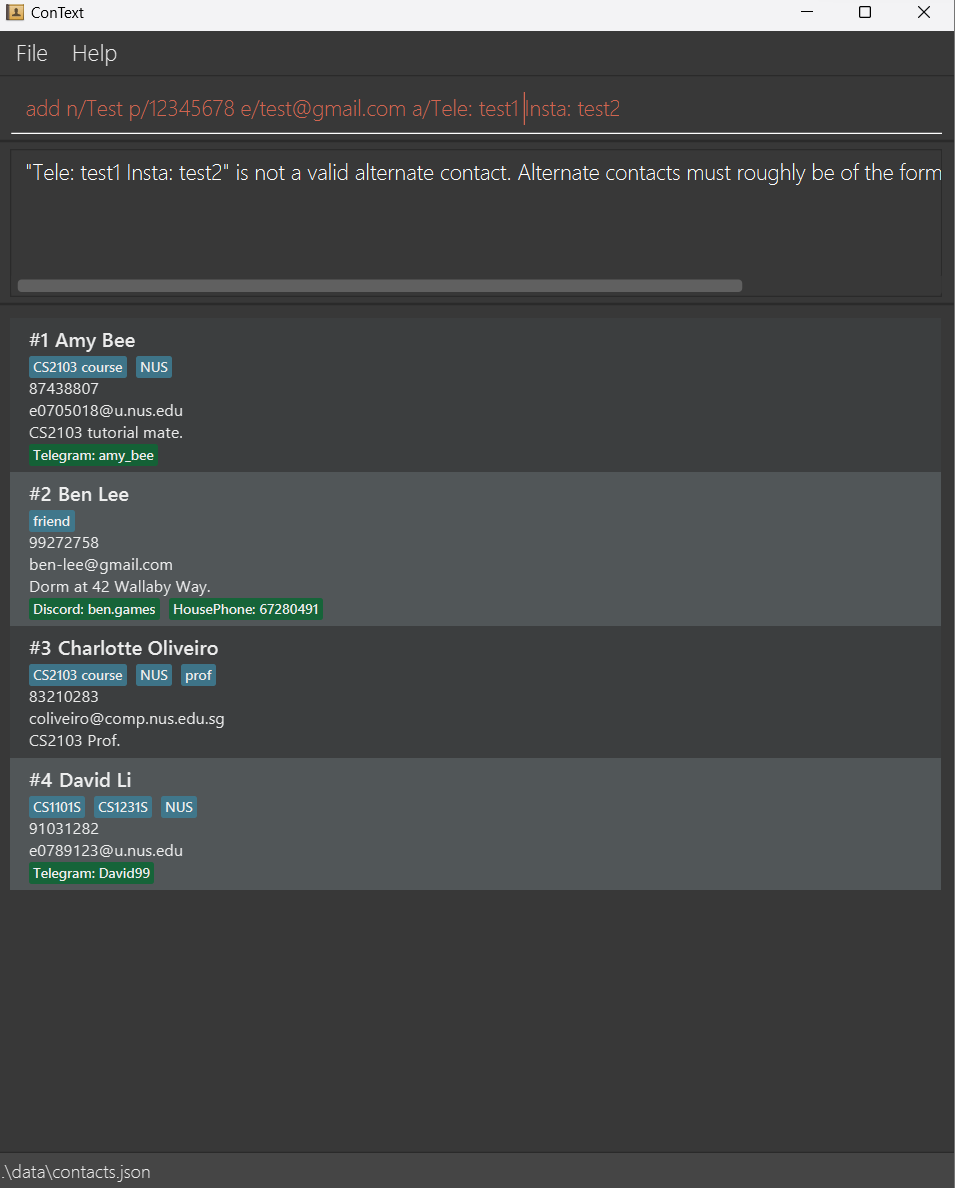 ConText
File Help
add n/Test p/12345678 e/test@gmail.com a/Tele: test1 Insta: test2
"Tele: test1 Insta: test2" is not a valid alternate contact. Alternate contacts must roughly be of the form
#1 Amy Bee
CS2103 course NUS
87438807
e0705018@u.nus.edu
CS2103 tutorial mate.
Telegram: amy_bee
#2 Ben Lee
friend
99272758
ben-lee@gmail.com
Dorm at 42 Wallaby Way.
Discord: ben.games HousePhone: 67280491
#3 Charlotte Oliveiro
CS2103 course NUS prof
83210283
coliveiro@comp.nus.edu.sg
CS2103 Prof.
#4 David Li
CS1101S CS1231S NUS
91031282
e0789123@u.nus.edu
Telegram: David99
.\data\contacts.json